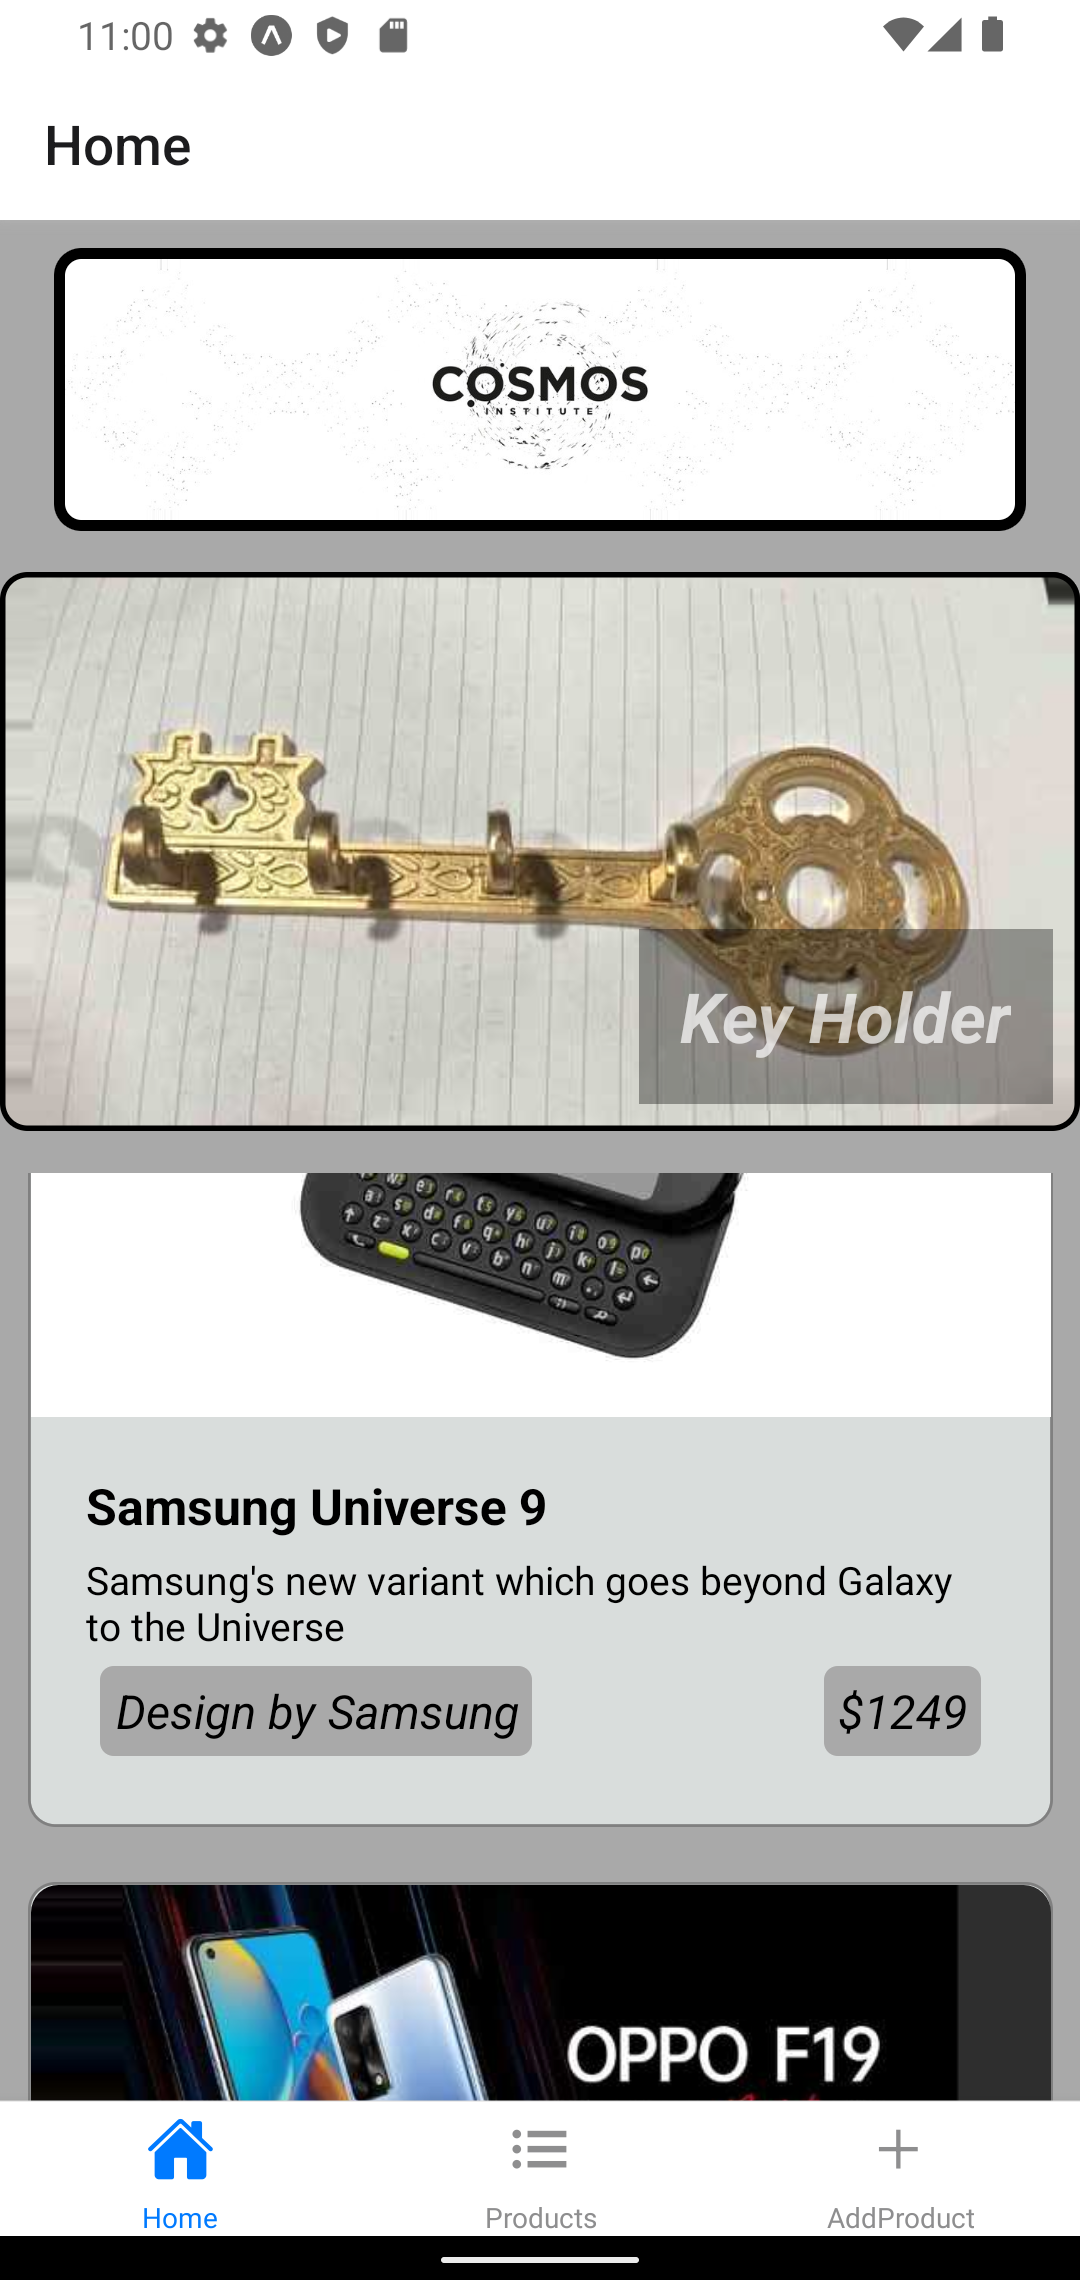 11:00
Home
COSMOS
INSTITUTE
Key Holder
Samsung Universe 9
Samsung's new variant which goes beyond Galaxy
to the Universe
Design by Samsung
$1249
OPPO F19
Home
Products
AddProduct